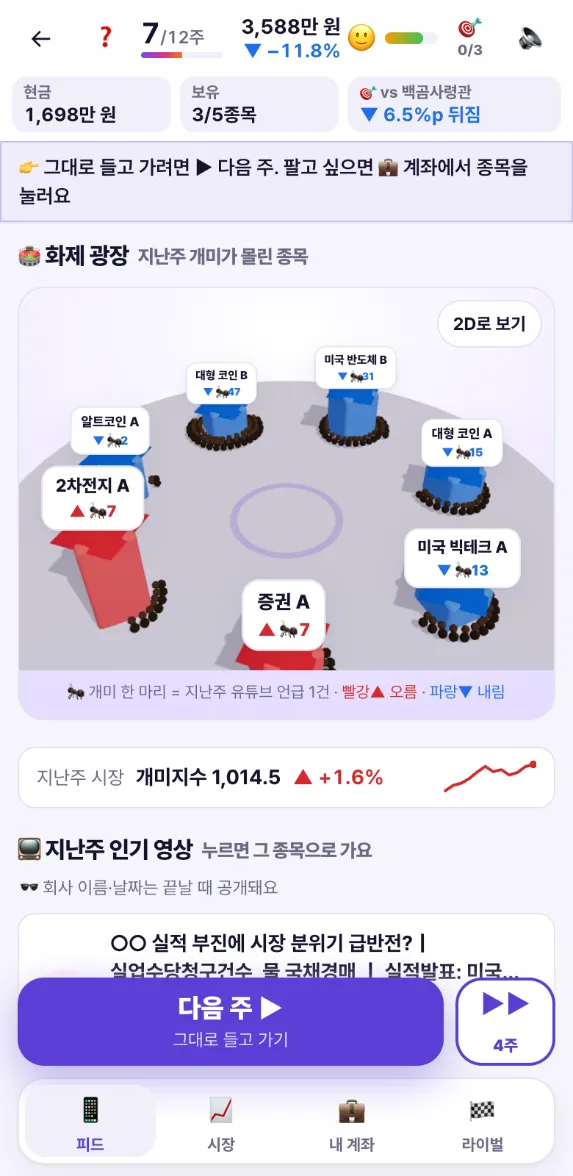 ← ? 7/12주 3,588만 원 ▼ −11.8% 0/3
현금
1,698만 원
보유
3/5종목
vs 백곰사령관
▼ 6.5%p 뒤짐
👉 그대로 들고 가려면 ▶ 다음 주. 팔고 싶으면 💼 계좌에서 종목을
눌러요
화제 광장 지난주 개미가 몰린 종목
2D로 보기
미국 반도체 B
▼🐜31
대형 코인 B
▼🐜47
알트코인 A
▼🐜2
대형 코인 A
▼🐜15
2차전지 A
▲🐜7
미국 빅테크 A
▼🐜13
증권 A
▲🐜7
🐜 개미 한 마리 = 지난주 유튜브 언급 1건 · 빨강▲ 오름 · 파랑▼ 내림
지난주 시장 개미지수 1,014.5 ▲ +1.6%
지난주 인기 영상 누르면 그 종목으로 가요
🕶️ 회사 이름·날짜는 끝날 때 공개돼요
○○ 실적 부진에 시장 분위기 급반전? |
실업수당청구건수, 물 국채경매 | 실적발표: 미국...
다음 주 ▶
그대로 들고 가기
▶▶
4주
피드
시장
내 계좌
라이벌